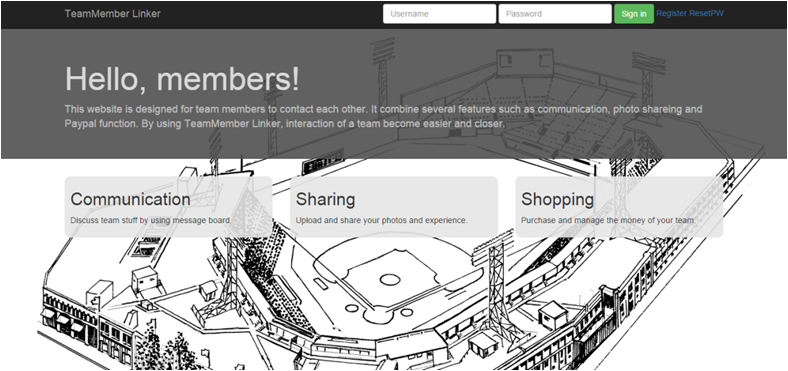 TeamMember Linker Username Password Sign in Register ResetPW
Hello, members!
This website is designed for team members to contact each other. It combine several features such as communication, photo shareing and
Paypal function. By using TeamMember Linker, interaction of a team become easier and closer.
Communication
Discuss team stuff by using message board.
Sharing
Upload and share your photos and experience.
Shopping
Purchase and manage the money of your team.